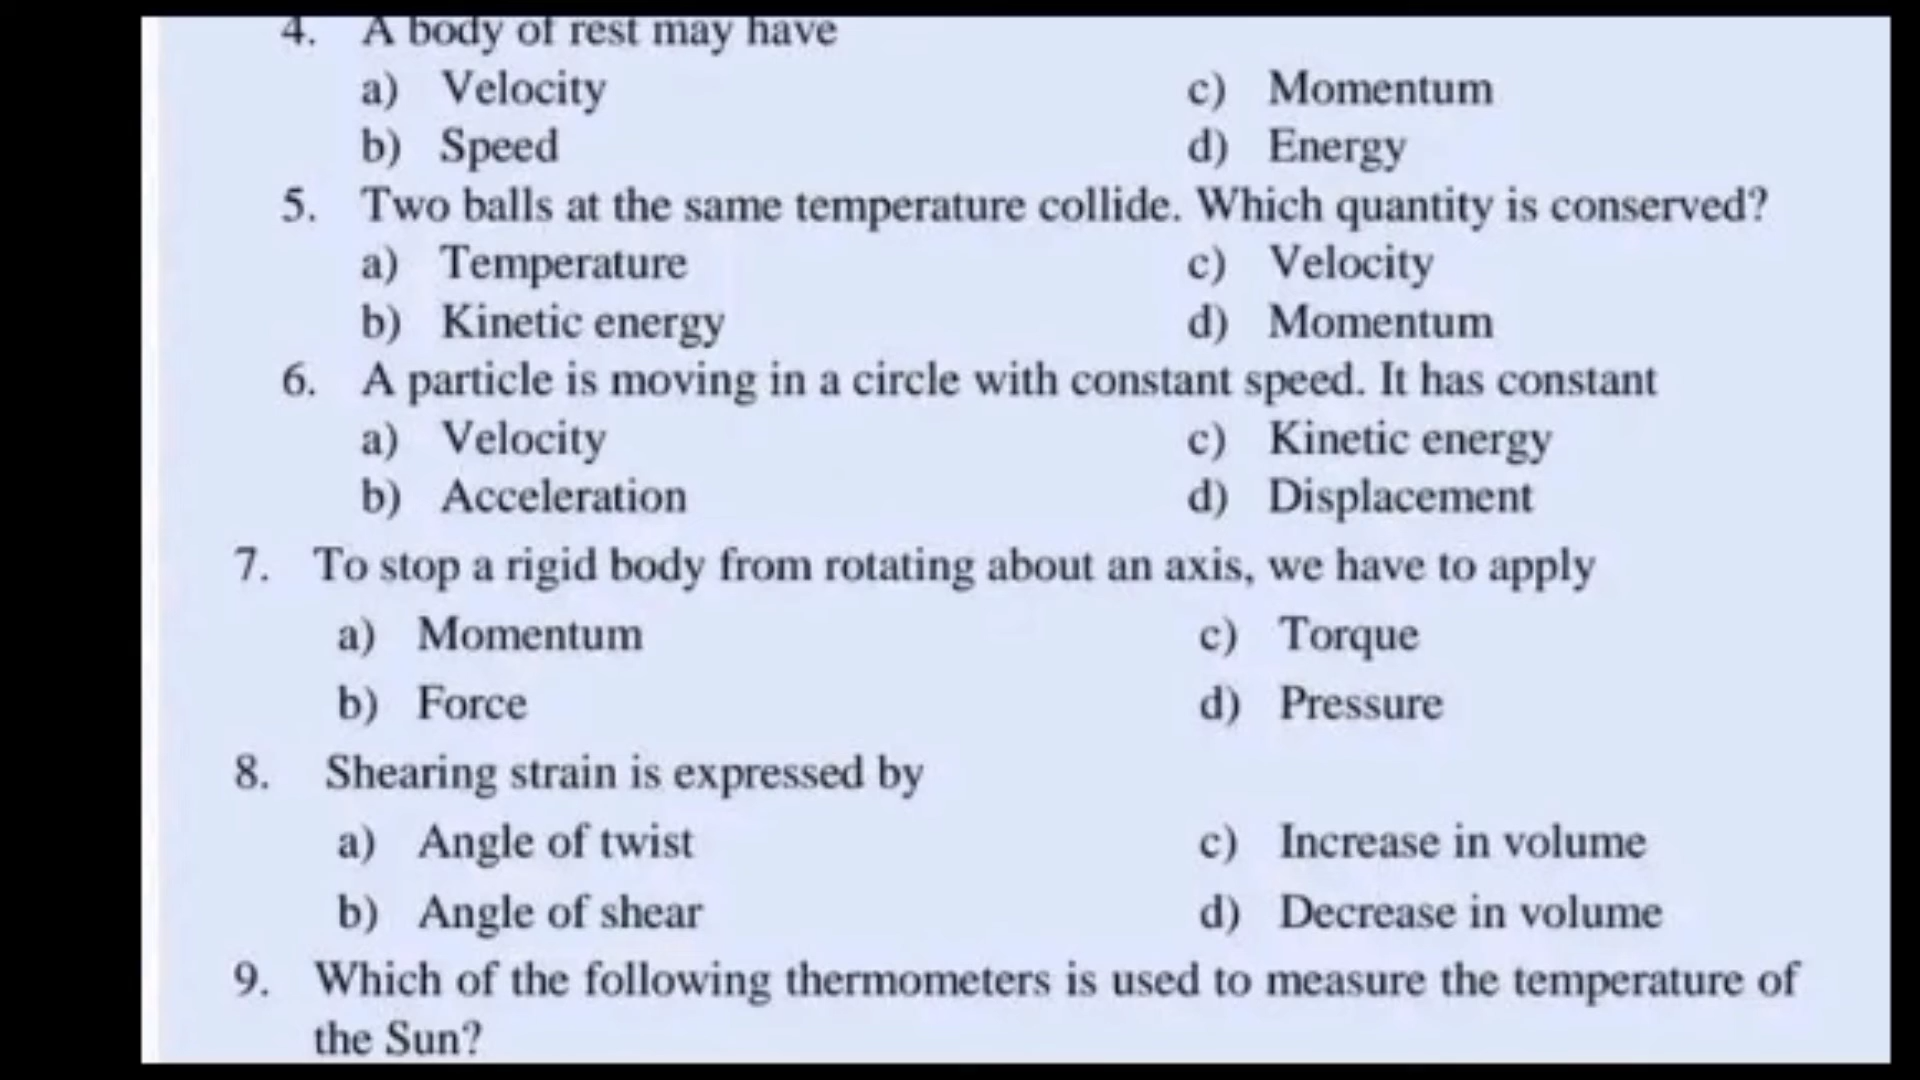 4. A body of rest may have
a) Velocity c) Momentum
b) Speed d) Energy
5. Two balls at the same temperature collide. Which quantity is conserved?
a) Temperature c) Velocity
b) Kinetic energy d) Momentum
6. A particle is moving in a circle with constant speed. It has constant
a) Velocity c) Kinetic energy
b) Acceleration d) Displacement
7. To stop a rigid body from rotating about an axis, we have to apply
a) Momentum c) Torque
b) Force d) Pressure
8. Shearing strain is expressed by
a) Angle of twist c) Increase in volume
b) Angle of shear d) Decrease in volume
9. Which of the following thermometers is used to measure the temperature of
the Sun?